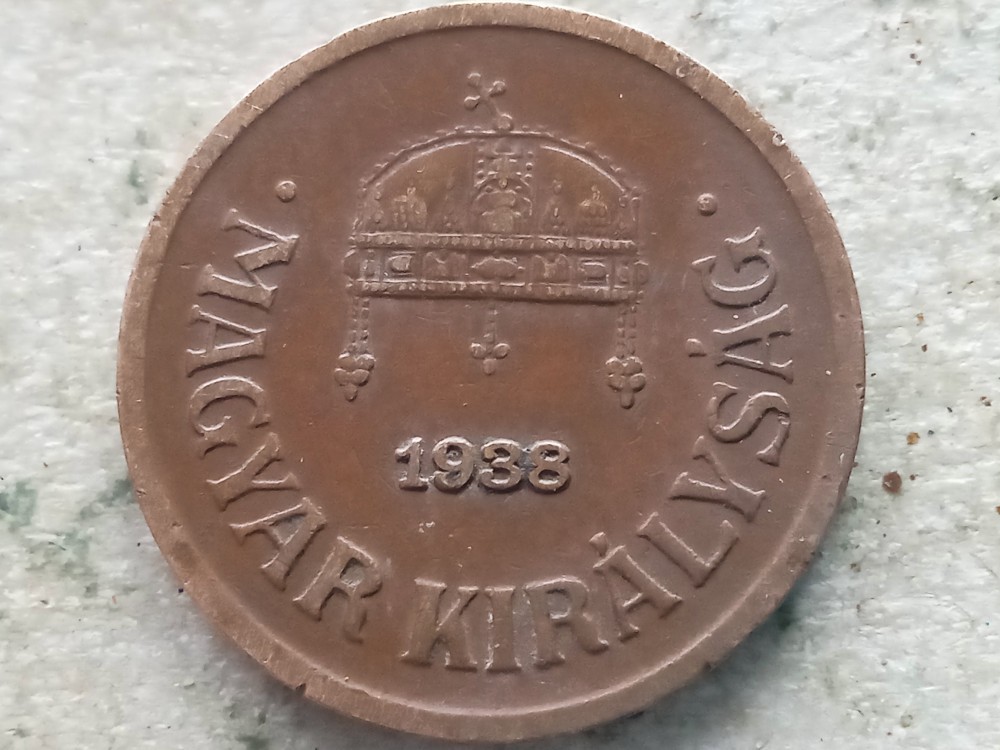 1938
· MAGYAR KIRÁLYSÁG ·